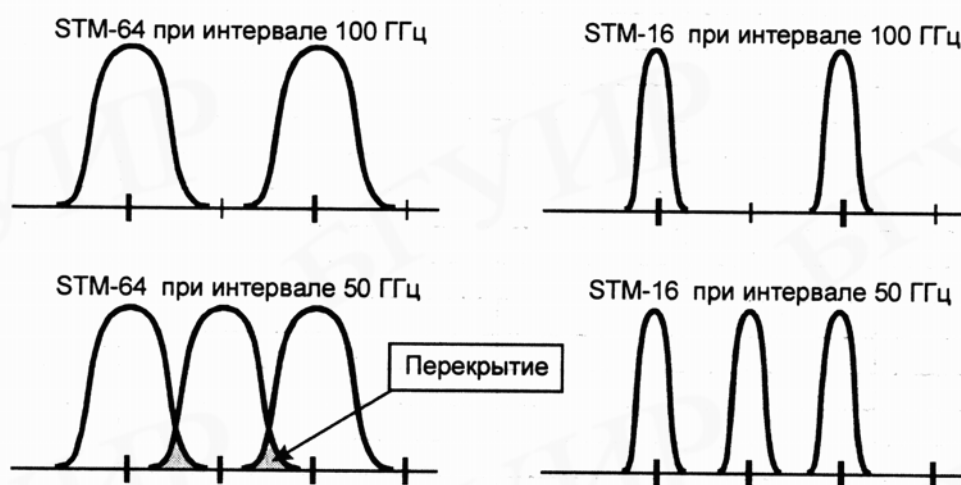 STM-64 при интервале 100 ГГц
STM-16 при интервале 100 ГГц
STM-64 при интервале 50 ГГц
STM-16 при интервале 50 ГГц
Перекрытие
БГУИР